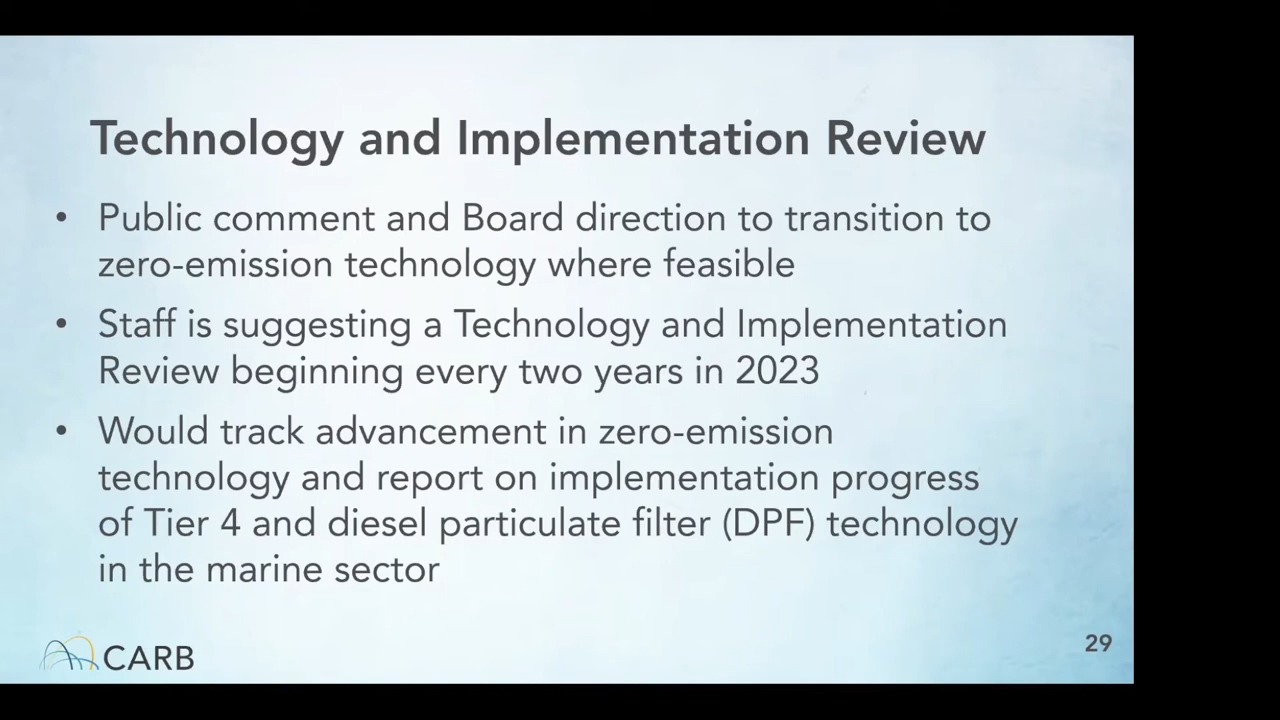 Technology and Implementation Review
• Public comment and Board direction to transition to
zero-emission technology where feasible
• Staff is suggesting a Technology and Implementation
Review beginning every two years in 2023
• Would track advancement in zero-emission
technology and report on implementation progress
of Tier 4 and diesel particulate filter (DPF) technology
in the marine sector
CARB
29